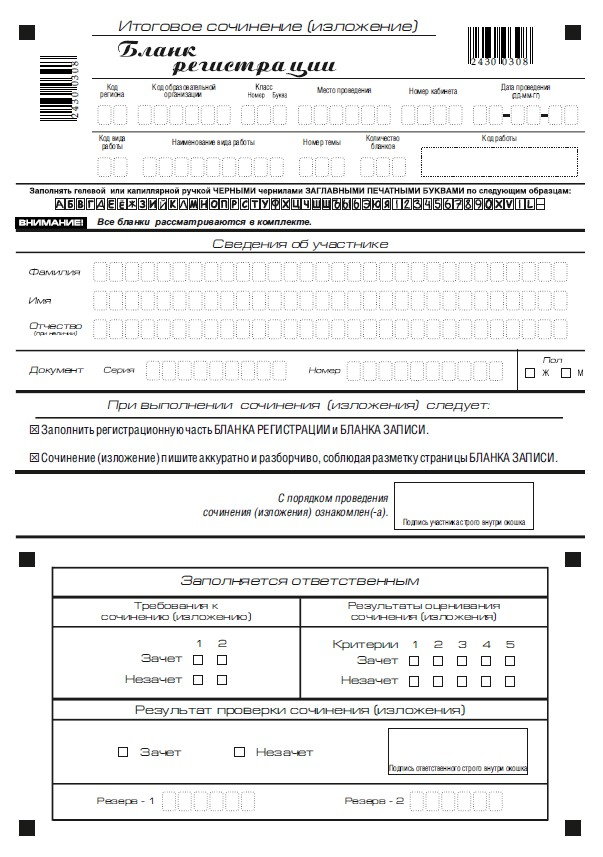 Итоговое сочинение (изложение)
Бланк
регистрации
2430 0308
2430 0308
Код региона
Код образовательной организации
Класс
Номер Буква
Место проведения
Номер кабинета
Дата проведения
(ДД-ММ-ГГ)
Код вида работы
Наименование вида работы
Номер темы
Количество бланков
Код работы
Заполнять гелевой или капиллярной ручкой ЧЕРНЫМИ чернилами ЗАГЛАВНЫМИ ПЕЧАТНЫМИ БУКВАМИ по следующим образцам:
АБВГДЕЁЖЗИЙКЛМНОПРСТУФХЦЧШЩЪЫЬЭЮЯ1234567890XVIL-
ВНИМАНИЕ! Все бланки рассматриваются в комплекте.
Сведения об участнике
Фамилия
Имя
Отчество
(при наличии)
Документ Серия Номер
Пол
Ж М
При выполнении сочинения (изложения) следует:
Заполнить регистрационную часть БЛАНКА РЕГИСТРАЦИИ и БЛАНКА ЗАПИСИ.
Сочинение (изложение) пишите аккуратно и разборчиво, соблюдая разметку страницы БЛАНКА ЗАПИСИ.
С порядком проведения
сочинения (изложения) ознакомлен(-а).
Подпись участника строго внутри окошка
Заполняется ответственным
Требования к
сочинению (изложению)
1 2
Зачет
Незачет
Результаты оценивания
сочинения (изложения)
Критерии 1 2 3 4 5
Зачет
Незачет
Результат проверки сочинения (изложения)
Зачет Незачет
Подпись ответственного строго внутри окошка
Резерв - 1 Резерв - 2